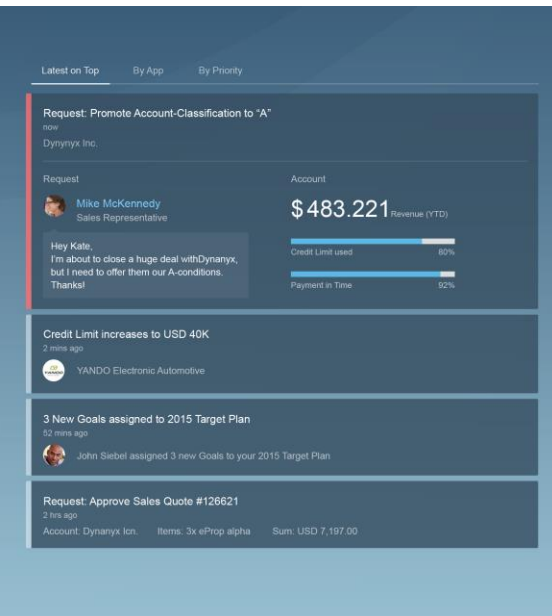 Latest on Top By App By Priority
Request: Promote Account-Classification to “A”
now
Dynynyx Inc.
Request
Mike McKennedy
Sales Representative
Hey Kate,
I'm about to close a huge deal withDynanyx,
but I need to offer them our A-conditions.
Thanks!
Account
$483.221 Revenue (YTD)
Credit Limit used 80%
Payment in Time 92%
Credit Limit increases to USD 40K
2 mins ago
YANDO Electronic Automotive
3 New Goals assigned to 2015 Target Plan
52 mins ago
John Siebel assigned 3 new Goals to your 2015 Target Plan
Request: Approve Sales Quote #126621
2 hrs ago
Account: Dynanyx Icn. Items: 3x eProp alpha Sum: USD 7,197.00